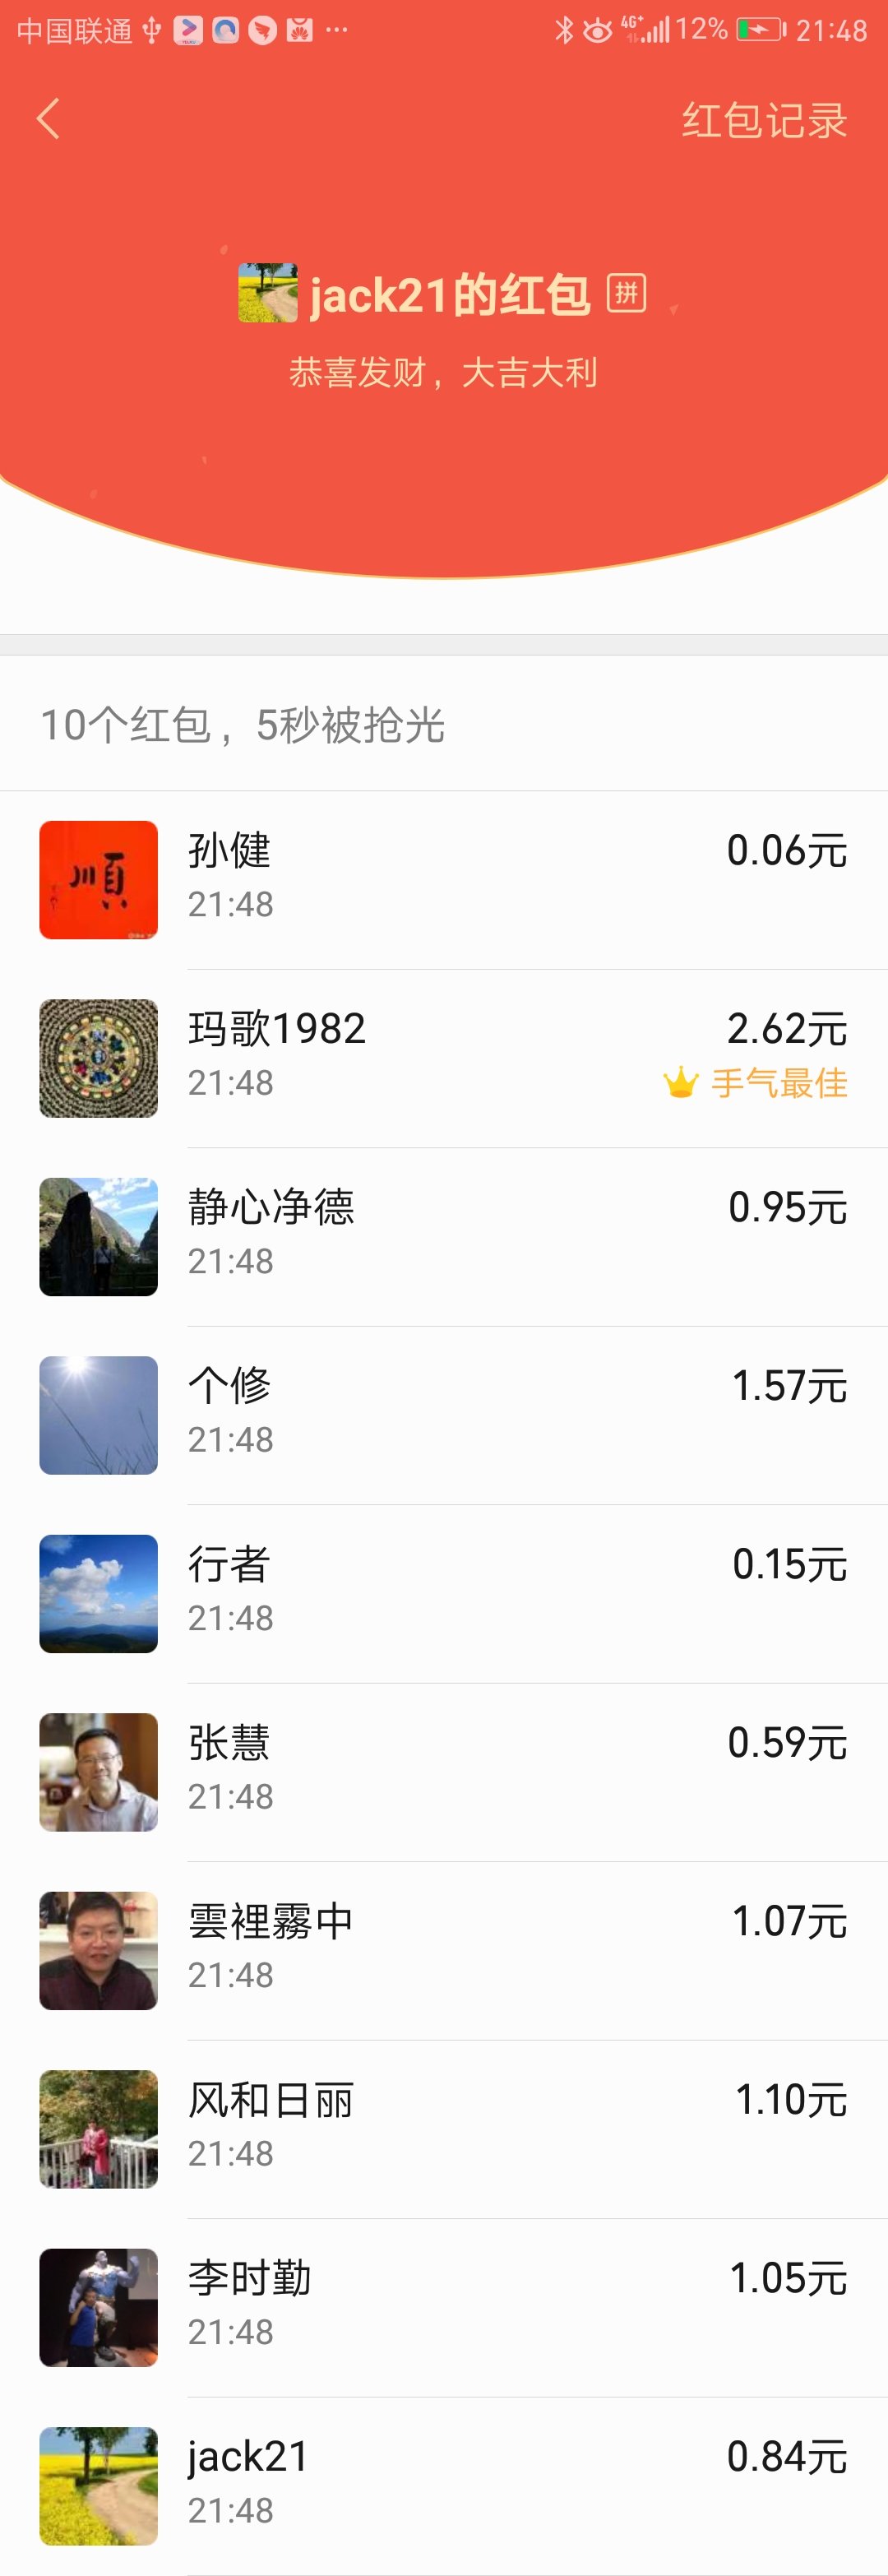 中国联通 4G+ 12% 21:48
红包记录
jack21的红包 拼
恭喜发财，大吉大利
10个红包，5秒被抢光
順
孙健 0.06元
21:48
玛歌1982 2.62元
21:48 手气最佳
静心净德 0.95元
21:48
个修 1.57元
21:48
行者 0.15元
21:48
张慧 0.59元
21:48
雲裡霧中 1.07元
21:48
风和日丽 1.10元
21:48
李时勤 1.05元
21:48
jack21 0.84元
21:48